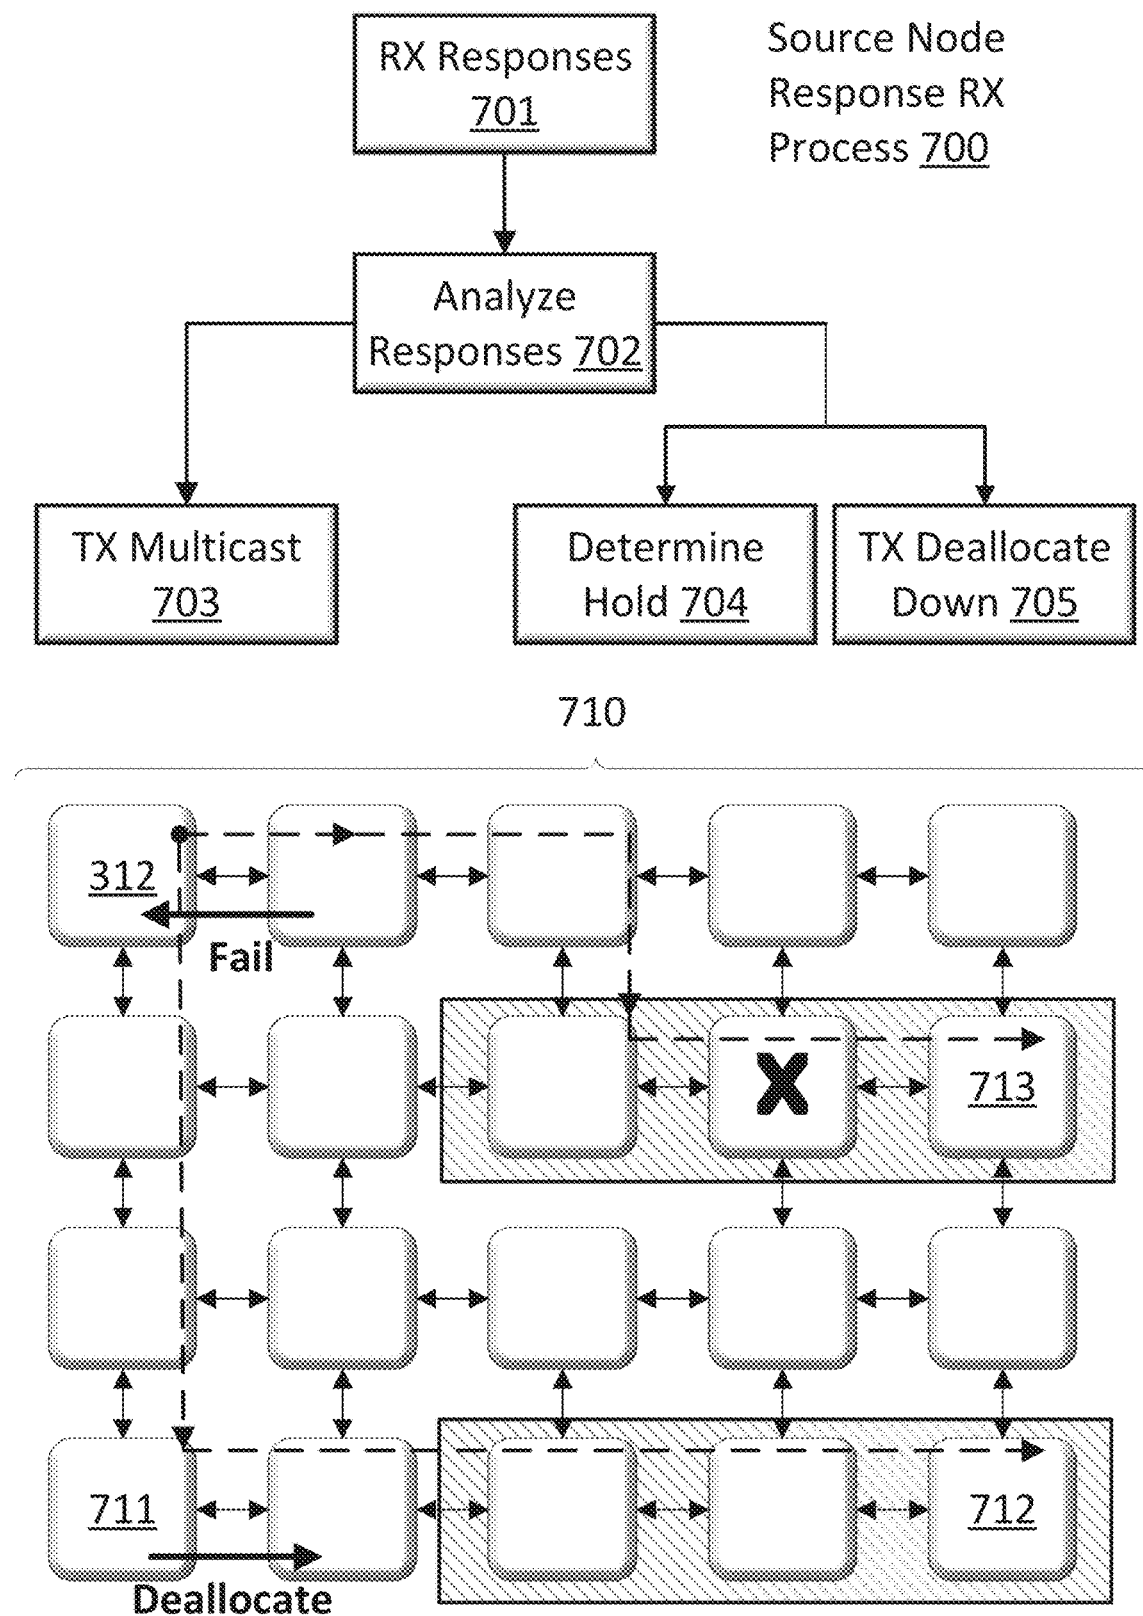 RX Responses
701
Source Node
Response RX
Process 700
Analyze
Responses 702
TX Multicast
703
Determine
Hold 704
TX Deallocate
Down 705
710
312
Fail
X
713
711
712
Deallocate